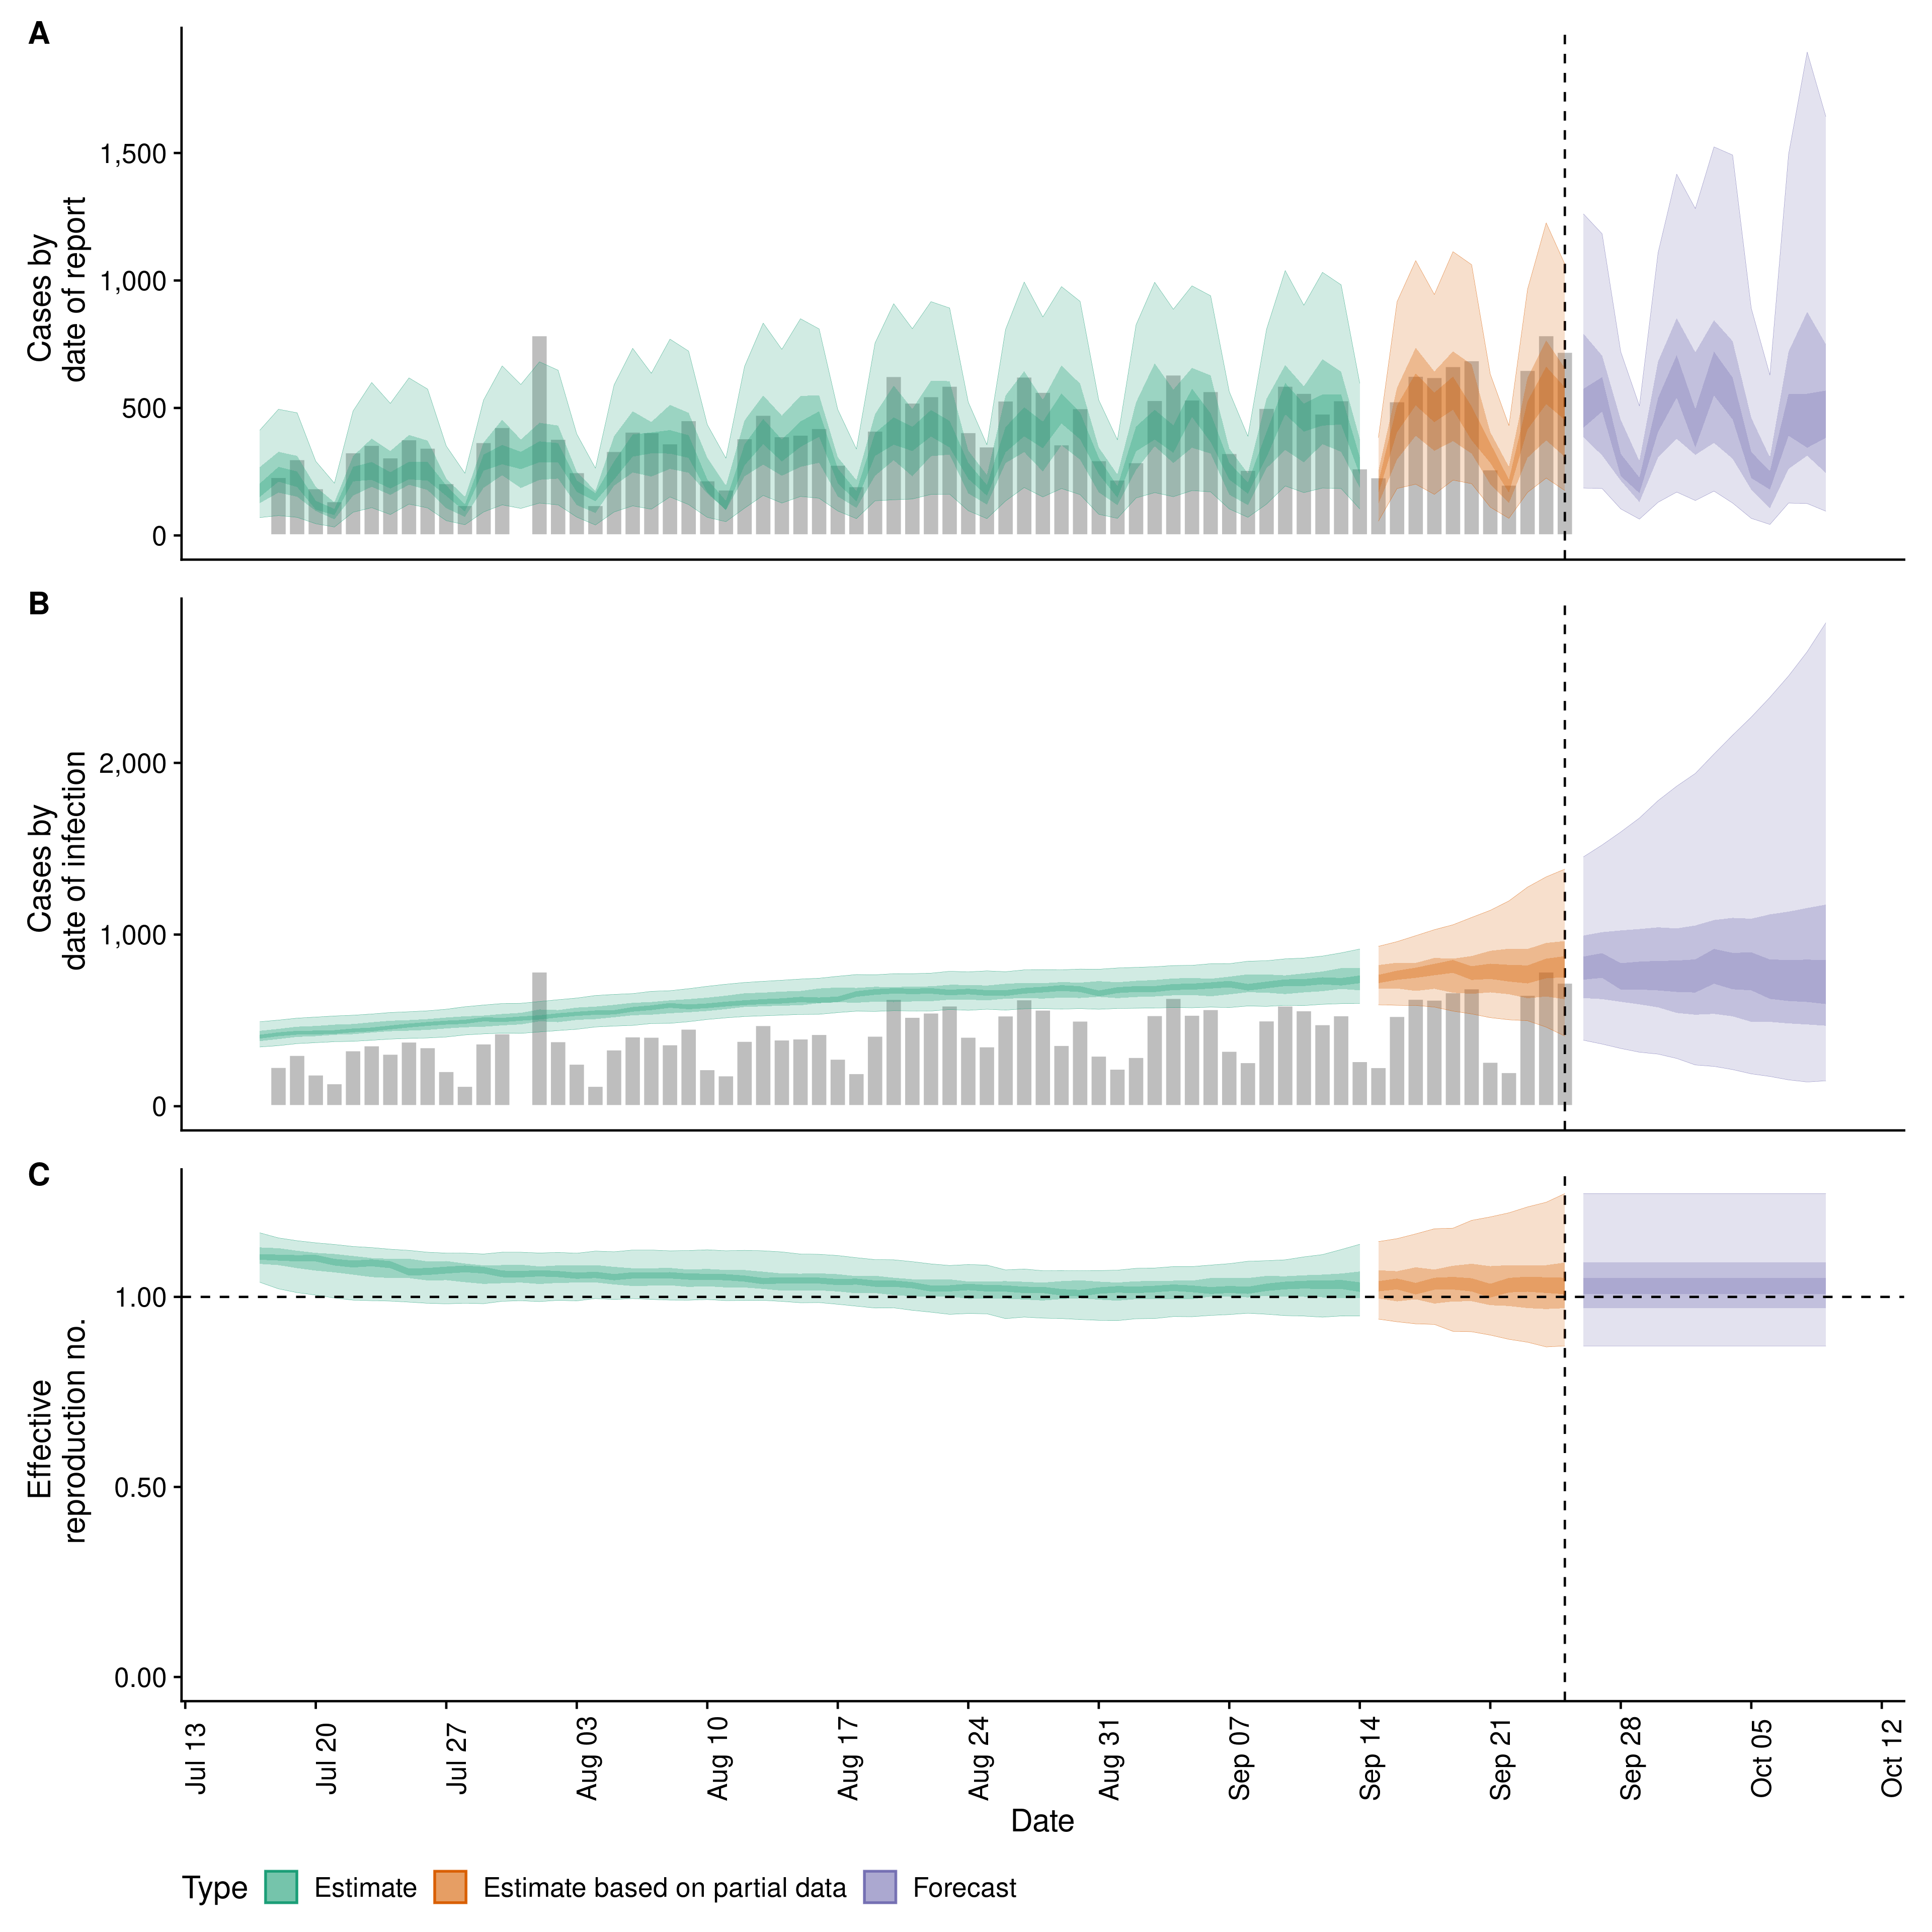 A
Cases by
date of report
1,500
1,000
500
0
B
Cases by
date of infection
2,000
1,000
0
C
Effective
reproduction no.
1.00
0.50
0.00
Jul 13
Jul 20
Jul 27
Aug 03
Aug 10
Aug 17
Aug 24
Aug 31
Sep 07
Sep 14
Sep 21
Sep 28
Oct 05
Oct 12
Date
Type Estimate Estimate based on partial data Forecast